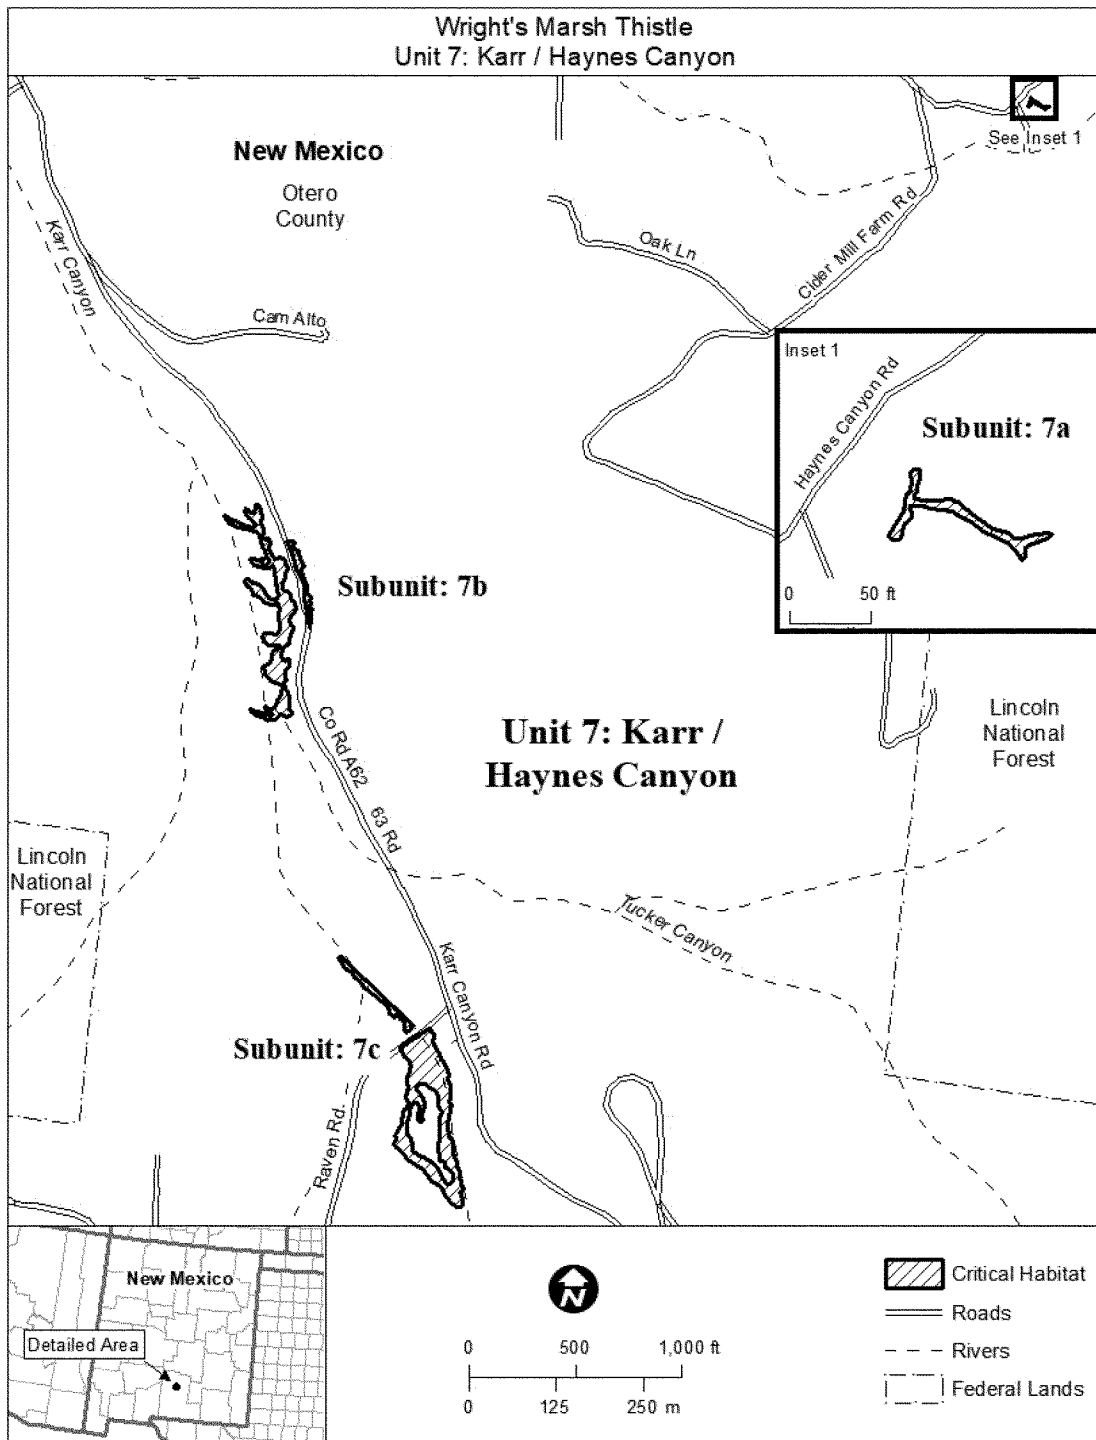 Wright's Marsh Thistle
Unit 7: Karr / Haynes Canyon
See Inset 1
New Mexico
Otero
County
Karr Canyon
Cam Alto
Oak Ln
Cider Mill Farm Rd
Inset 1
Haynes Canyon Rd
Subunit: 7a
0 50 ft
Subunit: 7b
Co Rd A62
63 Rd
Unit 7: Karr /
Haynes Canyon
Lincoln
National
Forest
Lincoln
National
Forest
Tucker Canyon
Karr Canyon Rd
Subunit: 7c
Raven Rd
New Mexico
Detailed Area
N
0 500 1,000 ft
0 125 250 m
Critical Habitat
Roads
Rivers
Federal Lands